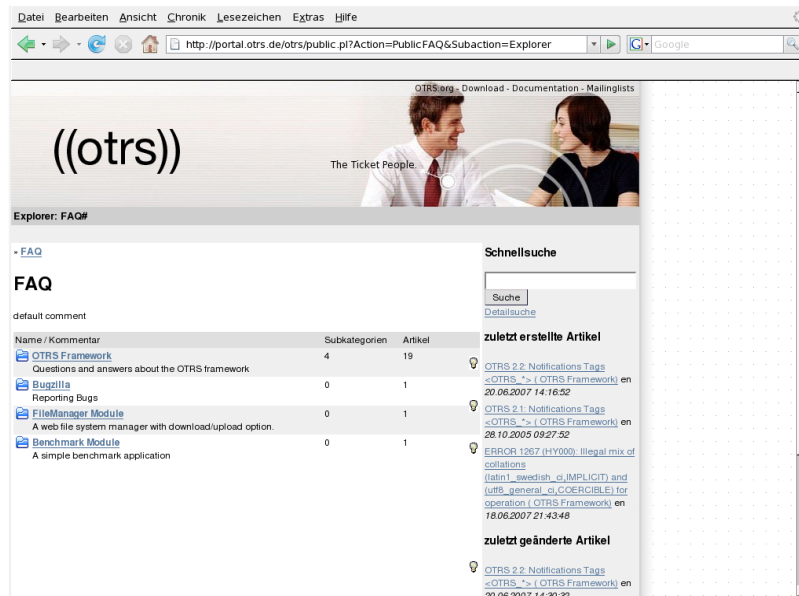 Datei Bearbeiten Ansicht Chronik Lesezeichen Extras Hilfe
http://portal.otrs.de/otrs/public.pl?Action=PublicFAQ&Subaction=Explorer
G
Google
OTRS.org - Download - Documentation - Mailinglists
((otrs))
The Ticket People.
Explorer: FAQ#
» FAQ
FAQ
default comment
Name / Kommentar Subkategorien Artikel
OTRS Framework 4 19
Questions and answers about the OTRS framework
Bugzilla 0 1
Reporting Bugs
FileManager Module 0 1
A web file system manager with download/upload option.
Benchmark Module 0 1
A simple benchmark application
Schnellsuche
Suche
Detailsuche
zuletzt erstellte Artikel
OTRS 2.2: Notifications Tags
<OTRS_*> ( OTRS Framework) en
20.06.2007 14:16:52
OTRS 2.1: Notifications Tags
<OTRS_*> ( OTRS Framework) en
28.10.2005 09:27:52
ERROR 1267 (HY000): Illegal mix of
collations
(latin1_swedish_ci,IMPLICIT) and
(utf8_general_ci,COERCIBLE) for
operation ( OTRS Framework) en
18.06.2007 21:43:48
zuletzt geänderte Artikel
OTRS 2.2: Notifications Tags
<OTRS_*> ( OTRS Framework) en
20.06.2007 14:30:32